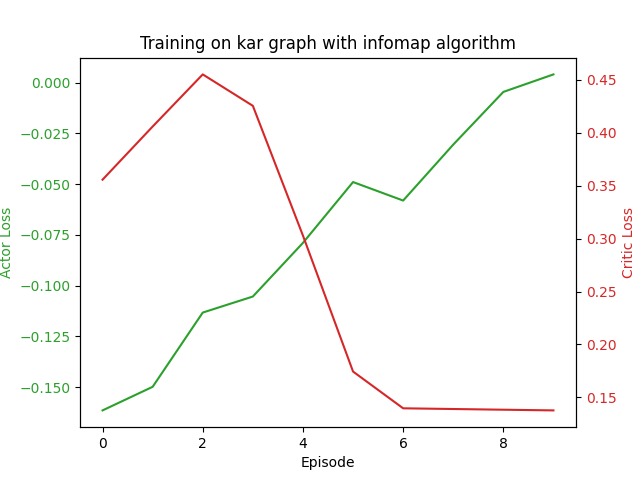 Training on kar graph with infomap algorithm
0.000
−0.025
−0.050
−0.075
−0.100
−0.125
−0.150
Actor Loss
0.45
0.40
0.35
0.30
0.25
0.20
0.15
Critic Loss
0 2 4 6 8
Episode